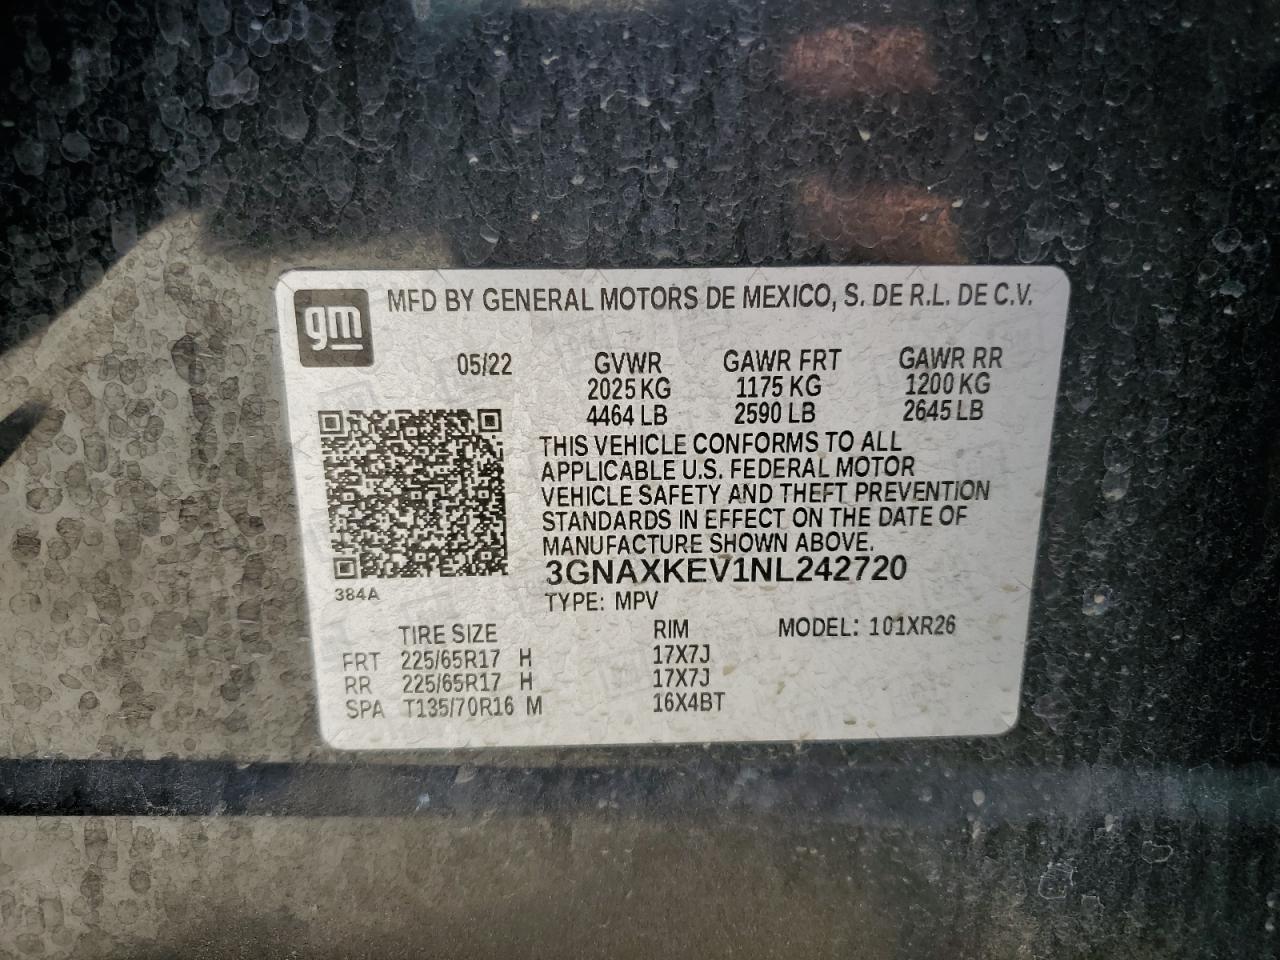 gm MFD BY GENERAL MOTORS DE MEXICO, S. DE R.L. DE C.V.
05/22 GVWR GAWR FRT GAWR RR
2025 KG 1175 KG 1200 KG
4464 LB 2590 LB 2645 LB
THIS VEHICLE CONFORMS TO ALL
APPLICABLE U.S. FEDERAL MOTOR
VEHICLE SAFETY AND THEFT PREVENTION
STANDARDS IN EFFECT ON THE DATE OF
MANUFACTURE SHOWN ABOVE.
3GNAXKEV1NL242720
384A
TYPE: MPV
TIRE SIZE RIM MODEL: 101XR26
FRT 225/65R17 H 17X7J
RR 225/65R17 H 17X7J
SPA T135/70R16 M 16X4BT